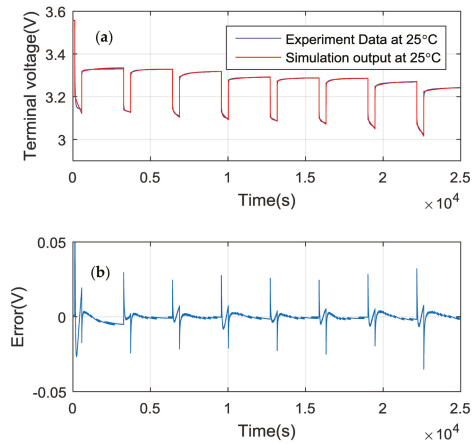 3.6
(a)
Experiment Data at 25°C
Simulation output at 25°C
3.4
3.2
3
Terminal voltage(V)
0 0.5 1 1.5 2 2.5
Time(s)
×10⁴
0.05
(b)
0
-0.05
Error(V)
0 0.5 1 1.5 2 2.5
Time(s)
×10⁴